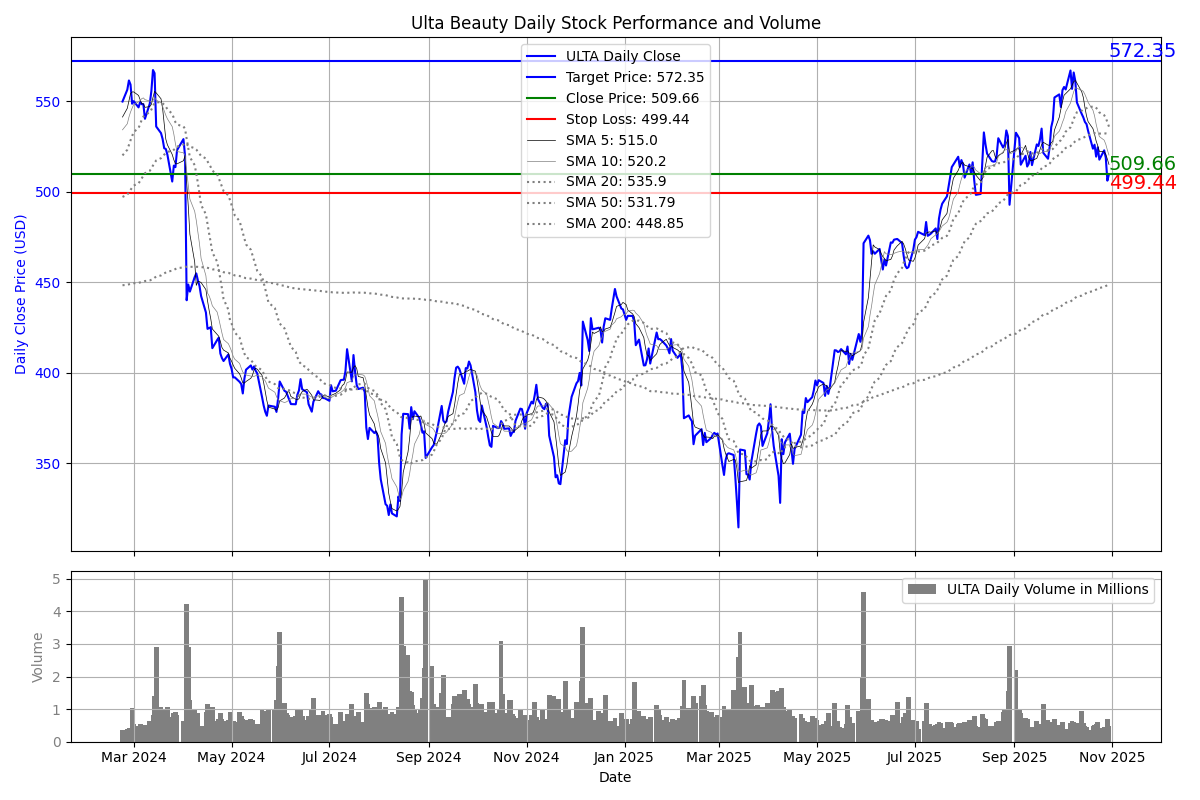 Ulta Beauty Daily Stock Performance and Volume
572.35
ULTA Daily Close
Target Price: 572.35
Close Price: 509.66
Stop Loss: 499.44
SMA 5: 515.0
SMA 10: 520.2
SMA 20: 535.9
SMA 50: 531.79
SMA 200: 448.85
509.66
499.44
550
500
450
400
350
Daily Close Price (USD)
ULTA Daily Volume in Millions
5
4
3
2
1
0
Volume
Mar 2024
May 2024
Jul 2024
Sep 2024
Nov 2024
Jan 2025
Mar 2025
May 2025
Jul 2025
Sep 2025
Nov 2025
Date